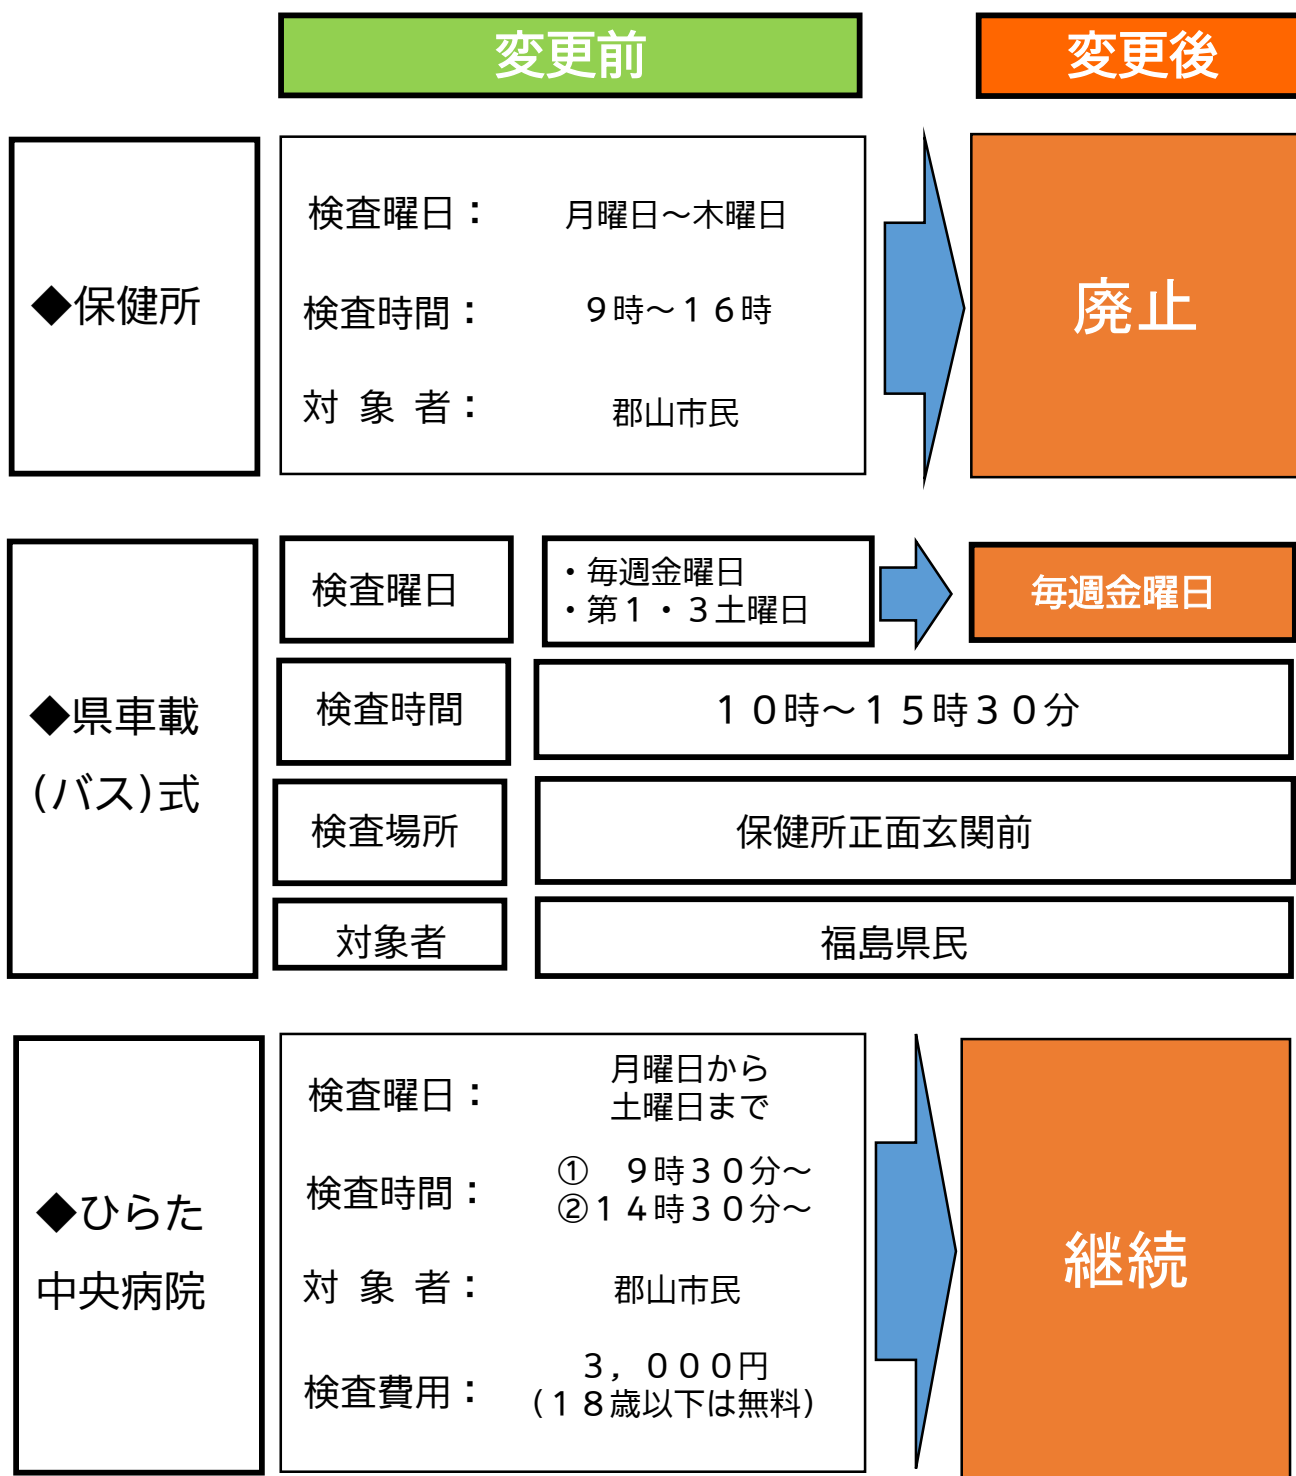 変更前
変更後
◆保健所
検査曜日：　月曜日～木曜日
検査時間：　９時～１６時
対 象 者：　郡山市民
廃止
◆県車載
（バス）式
検査曜日
・毎週金曜日
・第１・３土曜日
毎週金曜日
検査時間
１０時～１５時３０分
検査場所
保健所正面玄関前
対象者
福島県民
◆ひらた
中央病院
検査曜日：
月曜日から
土曜日まで
検査時間：
①　９時３０分～
②１４時３０分～
対 象 者：　郡山市民
検査費用：
３，０００円
（１８歳以下は無料）
継続